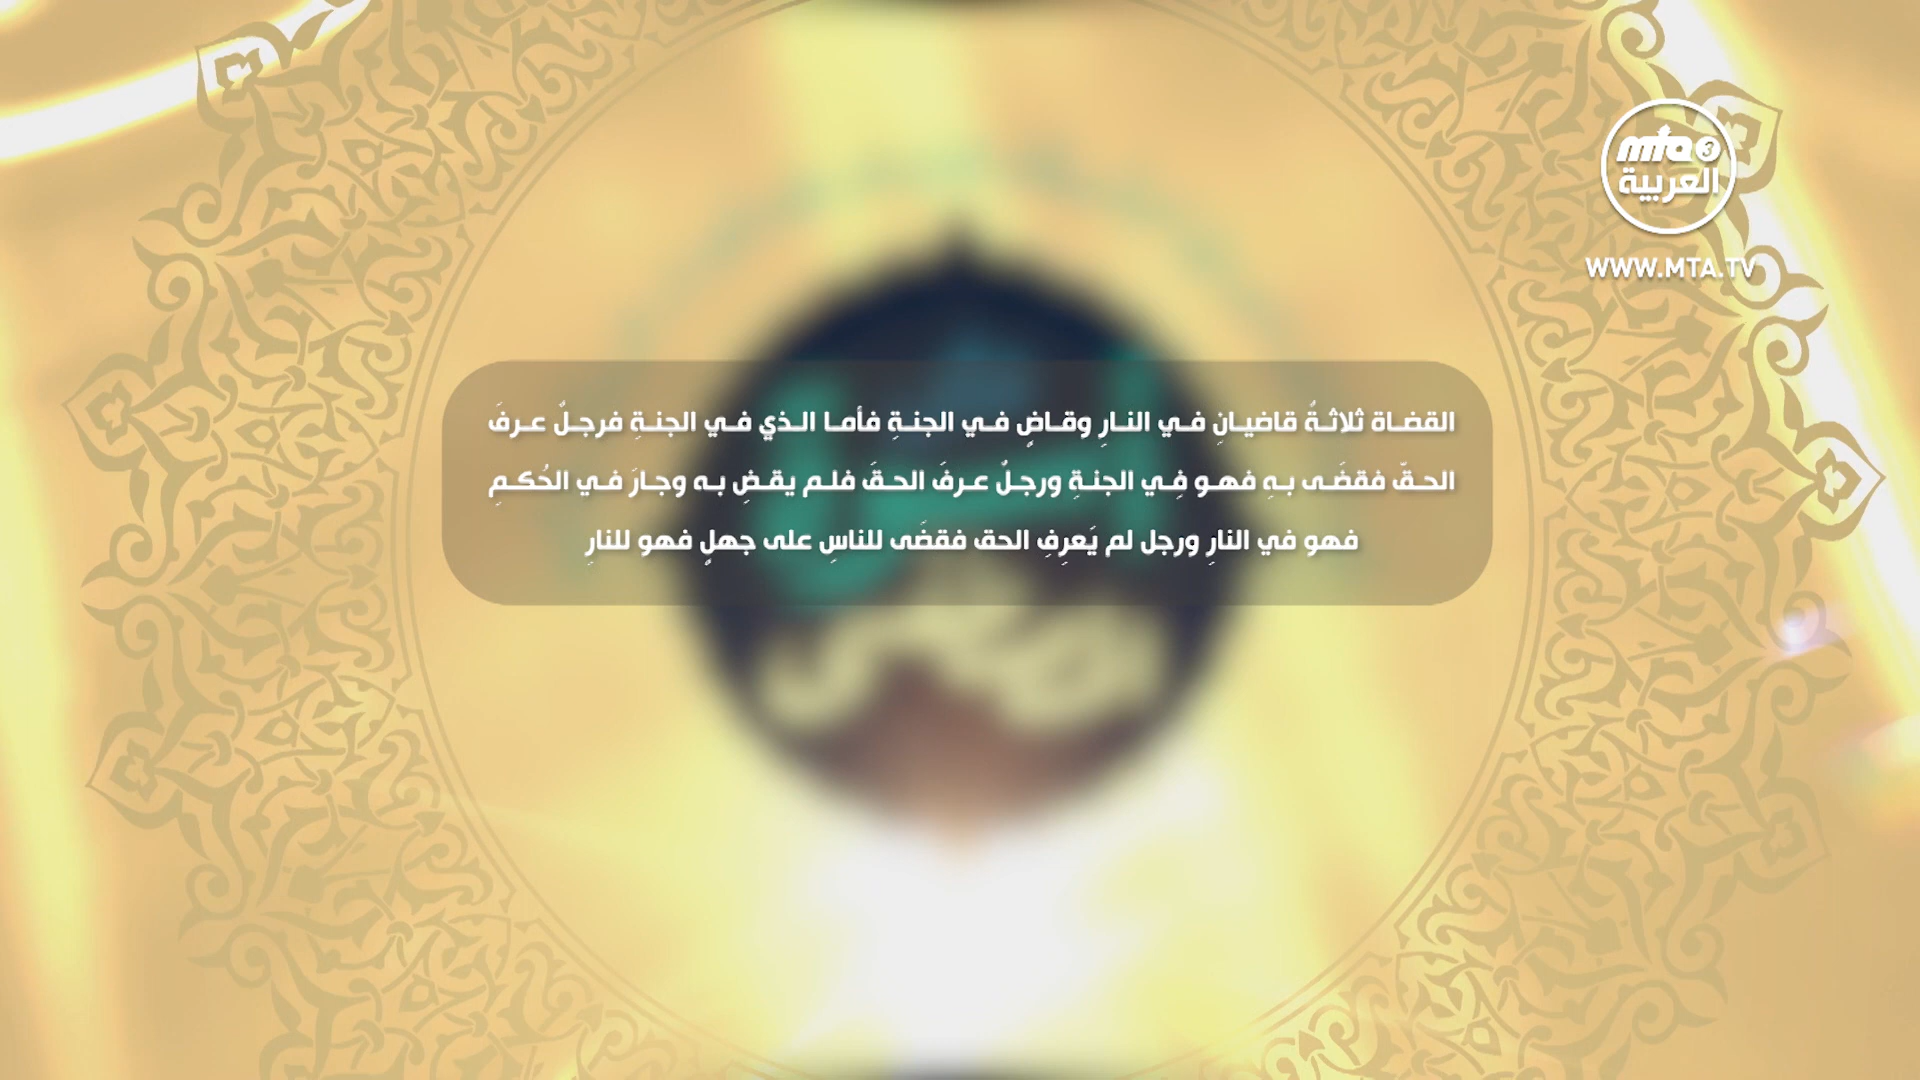 mta 3
العربية
WWW.MTA.TV
القضاة ثلاثةٌ قاضيانِ في النارِ وقاضٍ في الجنةِ فأما الذي في الجنةِ فرجلٌ عرفَ
الحقّ فقضَى بهِ فهو فِي الجنةِ ورجلٌ عرفَ الحقَ فلم يقضِ به وجارَ في الحُكمِ
فهو في النارِ ورجل لم يَعرِفِ الحق فقضَى للناسِ على جهلٍ فهو للنارِ